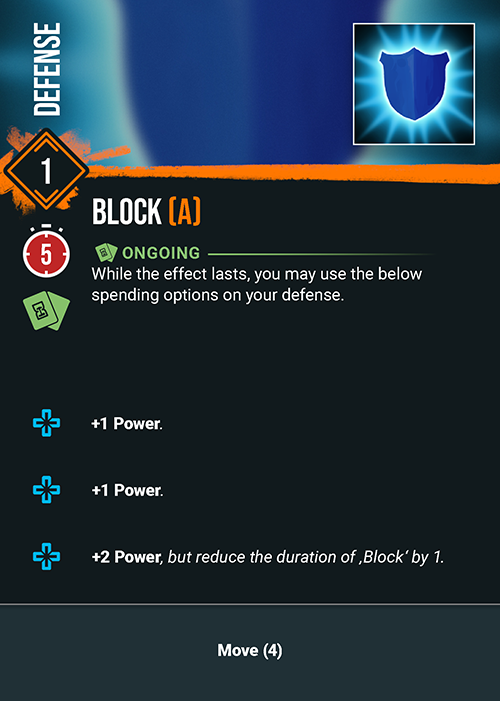 DEFENSE
1
BLOCK (A)
5
ONGOING
While the effect lasts, you may use the below
spending options on your defense.
+1 Power.
+1 Power.
+2 Power, but reduce the duration of ‚Block‘ by 1.
Move (4)